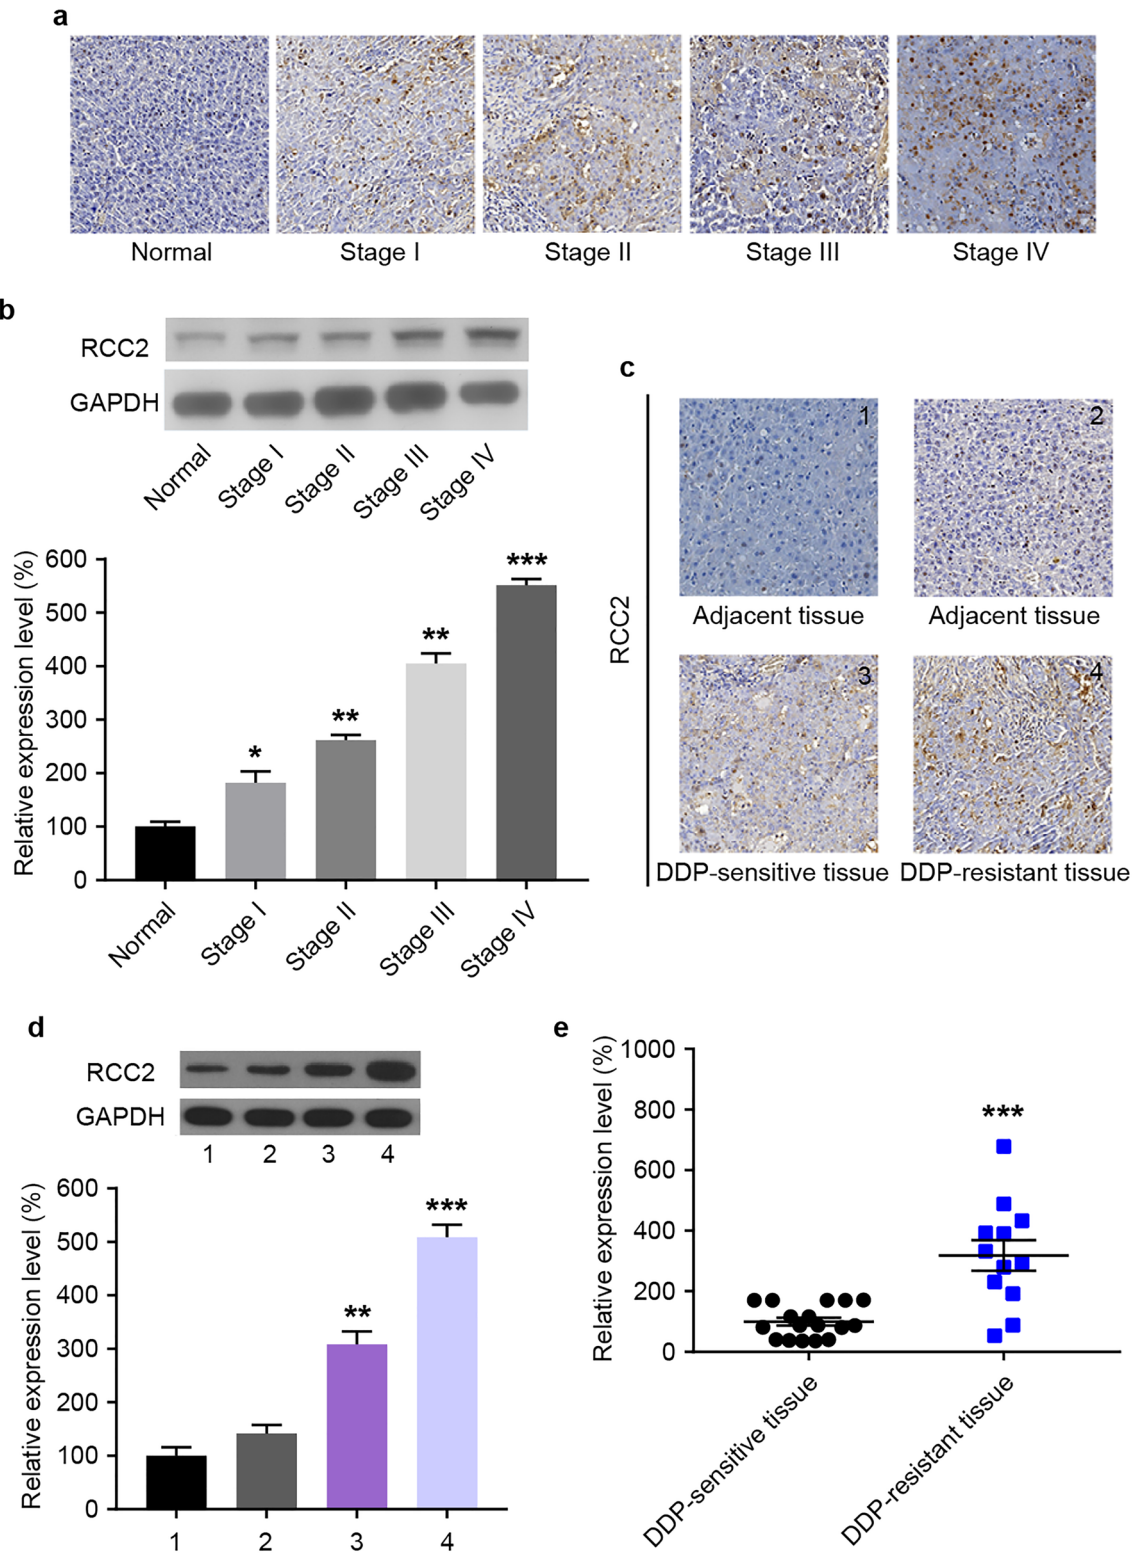 a
Normal
Stage I
Stage II
Stage III
Stage IV
b
RCC2
GAPDH
Normal
Stage I
Stage II
Stage III
Stage IV
Relative expression level (%)
600
500
400
300
200
100
0
*
**
**
***
Normal
Stage I
Stage II
Stage III
Stage IV
c
RCC2
1
2
Adjacent tissue
Adjacent tissue
3
4
DDP-sensitive tissue
DDP-resistant tissue
d
RCC2
GAPDH
1 2 3 4
Relative expression level (%)
600
500
400
300
200
100
0
**
***
1 2 3 4
e
Relative expression level (%)
1000
800
600
400
200
0
***
DDP-sensitive tissue
DDP-resistant tissue